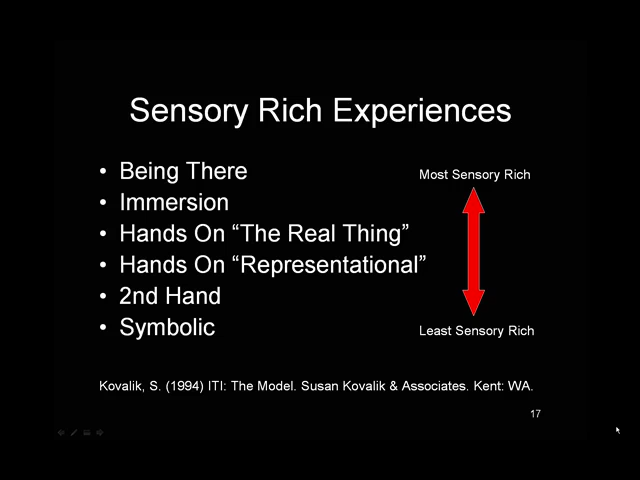 Sensory Rich Experiences
• Being There
Most Sensory Rich
• Immersion
• Hands On “The Real Thing”
• Hands On “Representational”
• 2nd Hand
• Symbolic
Least Sensory Rich
Kovalik, S. (1994) ITI: The Model. Susan Kovalik & Associates. Kent: WA.
17